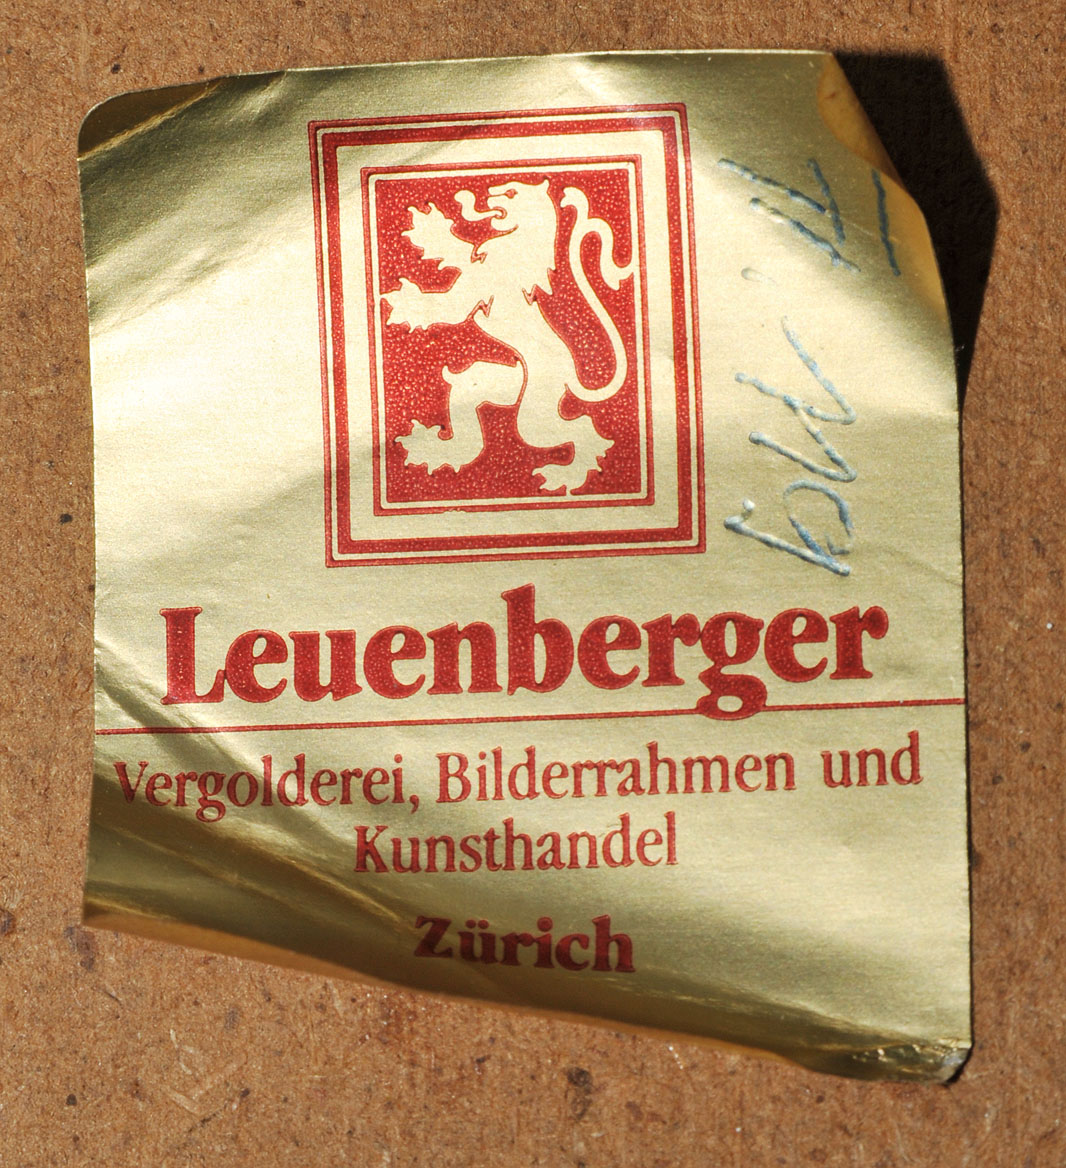 Leuenberger
Vergolderei, Bilderrahmen und
Kunsthandel
Zürich